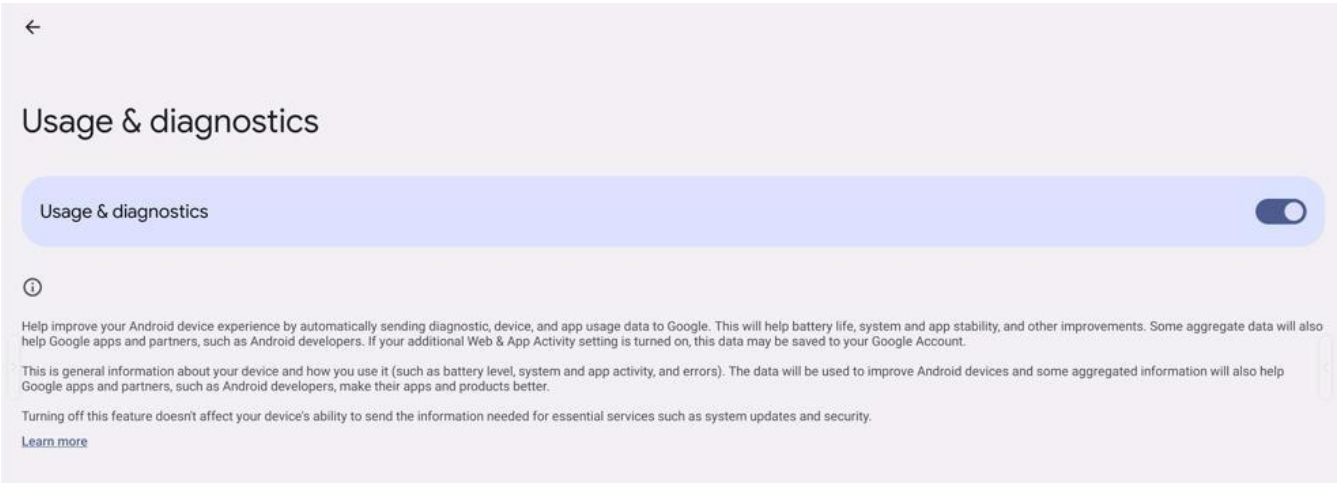 Usage & diagnostics
Usage & diagnostics
Help improve your Android device experience by automatically sending diagnostic, device, and app usage data to Google. This will help battery life, system and app stability, and other improvements. Some aggregate data will also
help Google apps and partners, such as Android developers. If your additional Web & App Activity setting is turned on, this data may be saved to your Google Account.
This is general information about your device and how you use it (such as battery level, system and app activity, and errors). The data will be used to improve Android devices and some aggregated information will also help
Google apps and partners, such as Android developers, make their apps and products better.
Turning off this feature doesn't affect your device's ability to send the information needed for essential services such as system updates and security.
Learn more